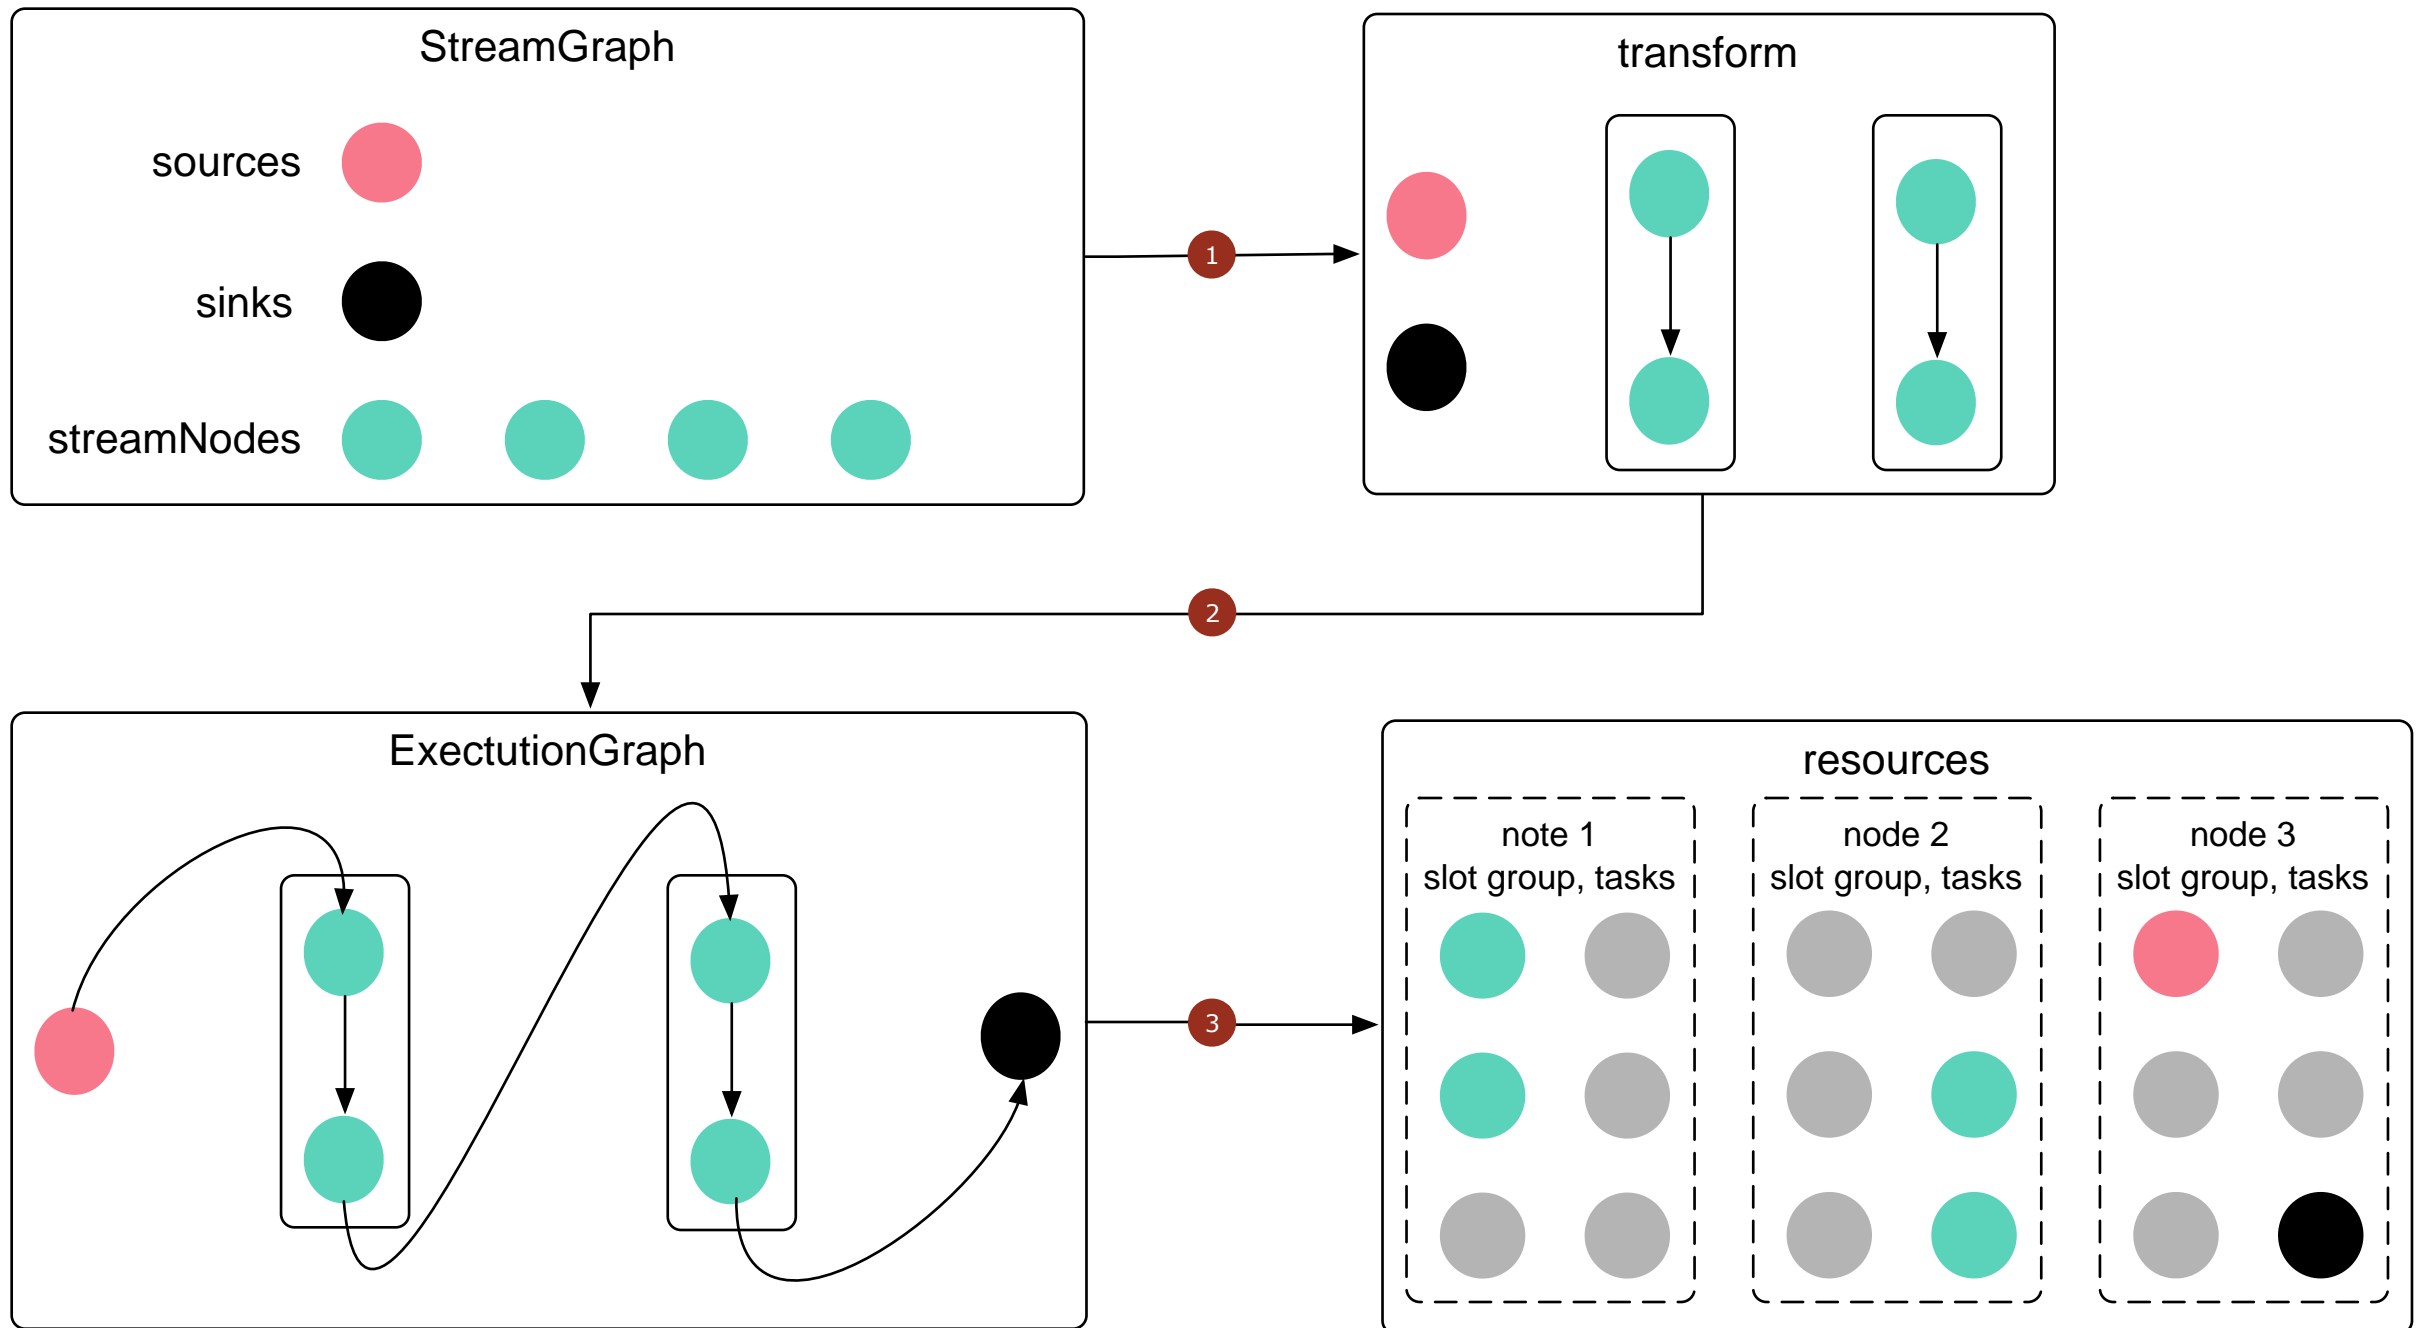 StreamGraph
sources
sinks
streamNodes
1
transform
2
ExectutionGraph
3
resources
note 1
slot group, tasks
node 2
slot group, tasks
node 3
slot group, tasks